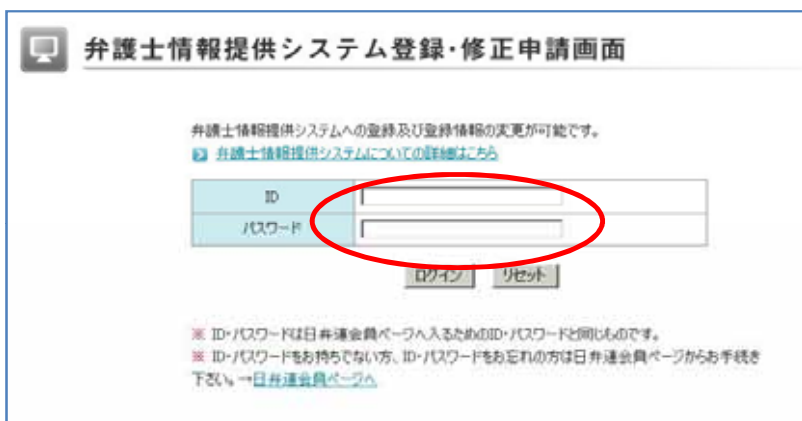 弁護士情報提供システム登録・修正申請画面
弁護士情報提供システムへの登録及び登録情報の変更が可能です。
弁護士情報提供システムについての詳細はこちら
ID
パスワード
ログイン リセット
※ ID・パスワードは日弁連会員ページへ入るためのID・パスワードと同じものです。
※ ID・パスワードをお持ちでない方、ID・パスワードをお忘れの方は日弁連会員ページからお手続き
下さい。→日弁連会員ページへ